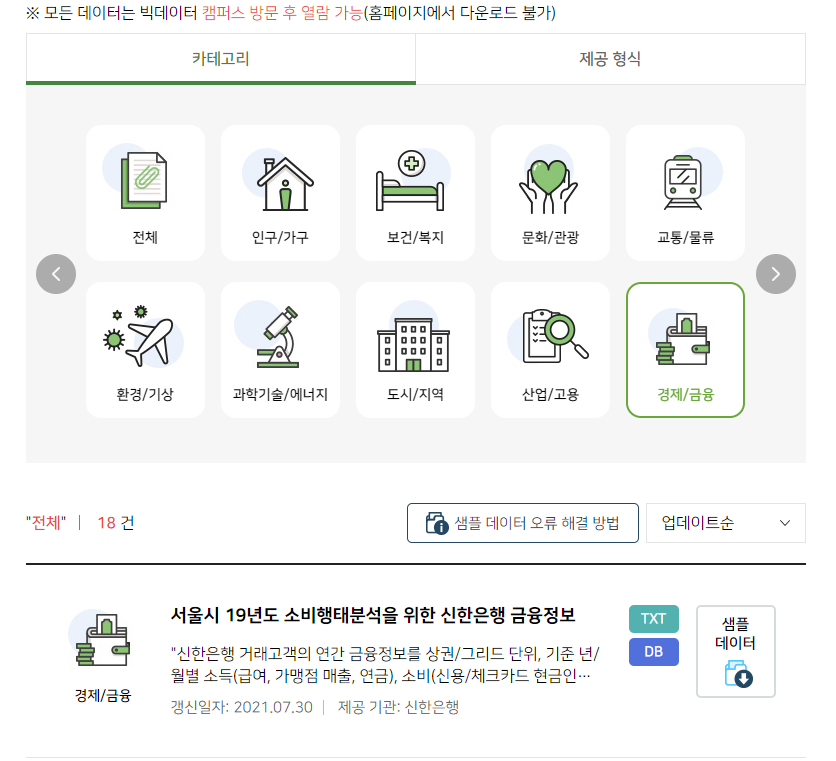 ※ 모든 데이터는 빅데이터 캠퍼스 방문 후 열람 가능(홈페이지에서 다운로드 불가)
카테고리
제공 형식
전체
인구/가구
보건/복지
문화/관광
교통/물류
환경/기상
과학기술/에너지
도시/지역
산업/고용
경제/금융
"전체" | 18 건
샘플 데이터 오류 해결 방법
업데이트순
경제/금융
서울시 19년도 소비행태분석을 위한 신한은행 금융정보
"신한은행 거래고객의 연간 금융정보를 상권/그리드 단위, 기준 년/
월별 소득(급여, 가맹점 매출, 연금), 소비(신용/체크카드 현금인…
갱신일자: 2021.07.30 | 제공 기관: 신한은행
TXT
DB
샘플
데이터